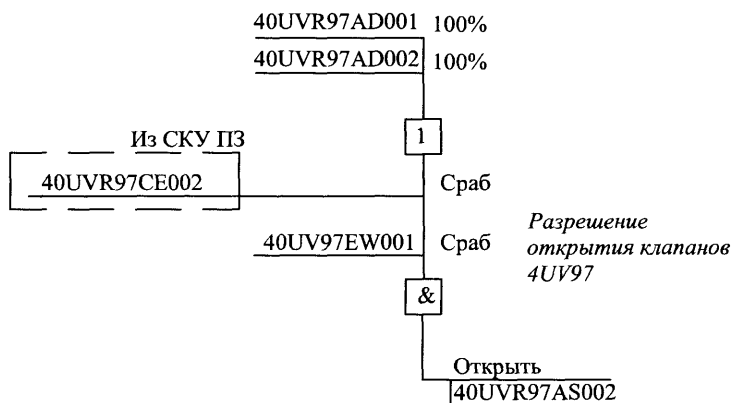 40UVR97AD001 100%
40UVR97AD002 100%
1
Из СКУ ПЗ
40UVR97CE002
Сраб
40UV97EW001 Сраб
Разрешение
открытия клапанов
4UV97
&
Открыть
40UVR97AS002